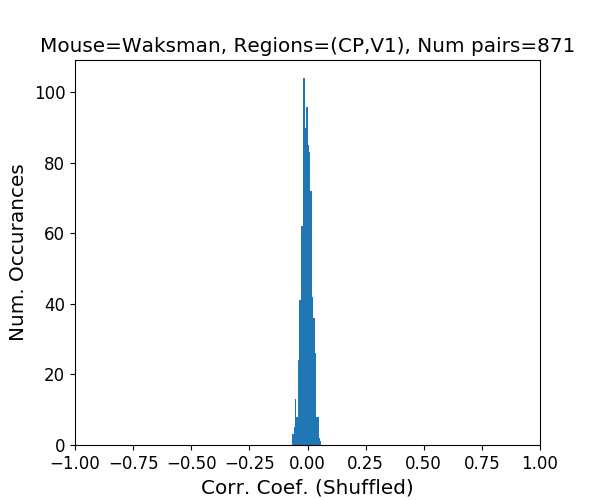 Mouse=Waksman, Regions=(CP,V1), Num pairs=871
Num. Occurances
100
80
60
40
20
0
−1.00 −0.75 −0.50 −0.25 0.00 0.25 0.50 0.75 1.00
Corr. Coef. (Shuffled)